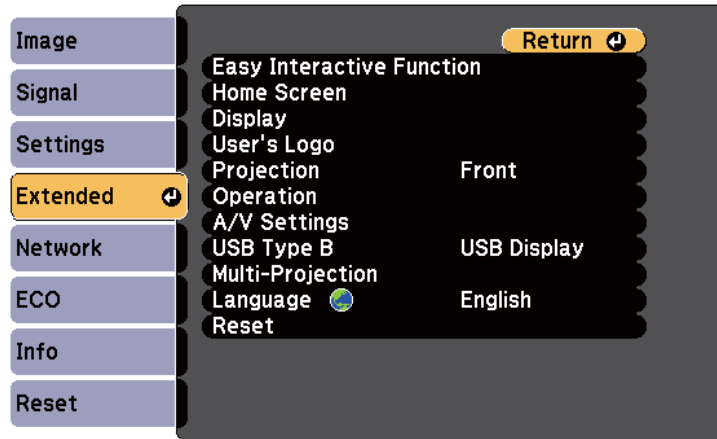 Image
Signal
Settings
Extended
Network
ECO
Info
Reset
Return
Easy Interactive Function
Home Screen
Display
User's Logo
Projection Front
Operation
A/V Settings
USB Type B USB Display
Multi-Projection
Language English
Reset